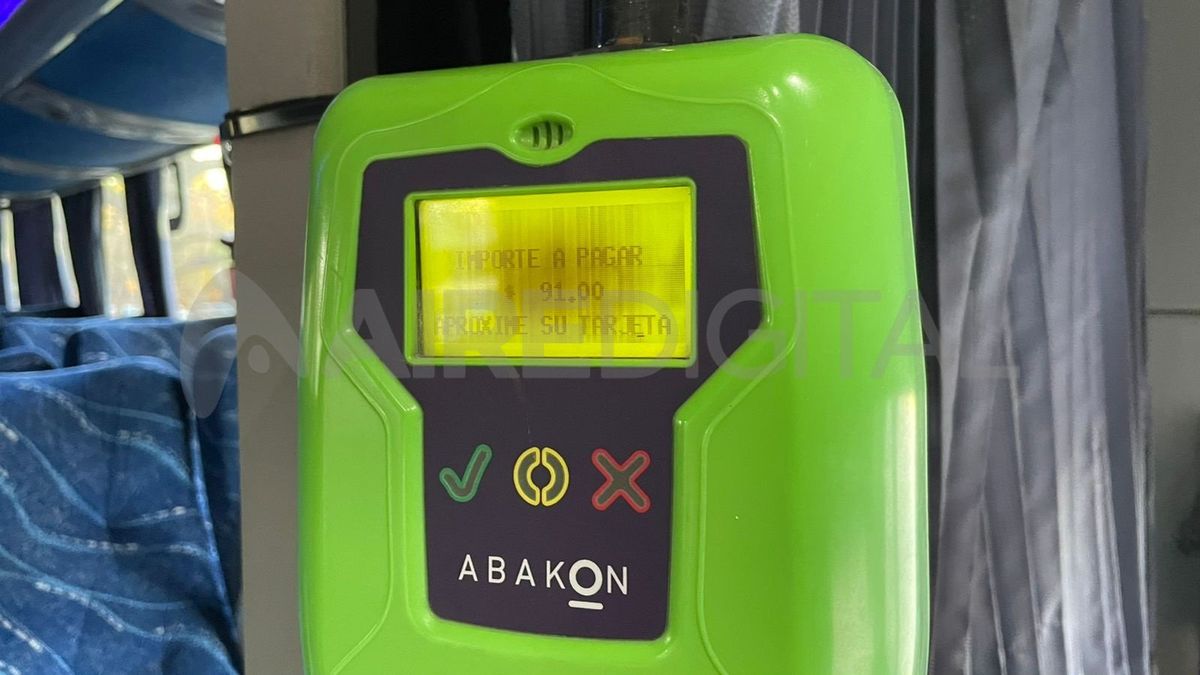 IMPORTE A PAGAR
$ 91.00
APROXIME SU TARJETA
AIREDIGITAL
ABAKON